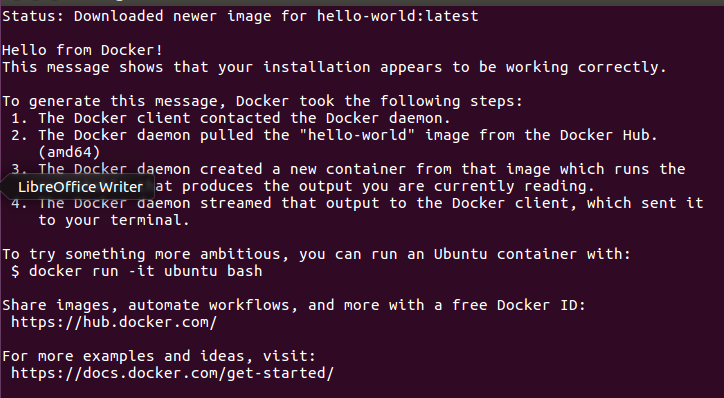 Status: Downloaded newer image for hello-world:latest
Hello from Docker!
This message shows that your installation appears to be working correctly.
To generate this message, Docker took the following steps:
1. The Docker client contacted the Docker daemon.
2. The Docker daemon pulled the "hello-world" image from the Docker Hub.
(amd64)
3. The Docker daemon created a new container from that image which runs the
LibreOffice Writer
at produces the output you are currently reading.
4. The Docker daemon streamed that output to the Docker client, which sent it
to your terminal.
To try something more ambitious, you can run an Ubuntu container with:
$ docker run -it ubuntu bash
Share images, automate workflows, and more with a free Docker ID:
https://hub.docker.com/
For more examples and ideas, visit:
https://docs.docker.com/get-started/